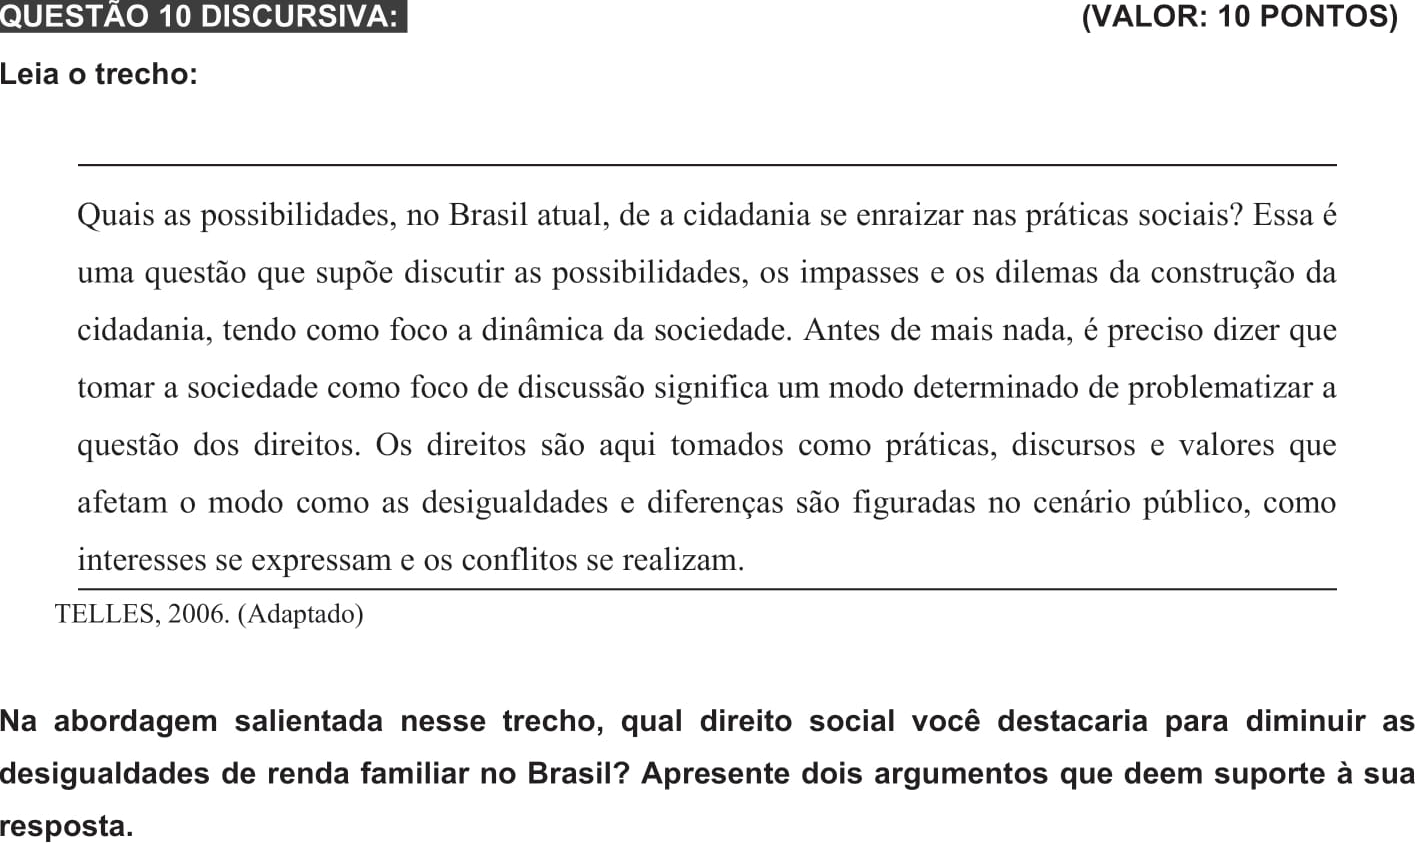 QUESTÃO 10 DISCURSIVA: (VALOR: 10 PONTOS)
Leia o trecho:
Quais as possibilidades, no Brasil atual, de a cidadania se enraizar nas práticas sociais? Essa é
uma questão que supõe discutir as possibilidades, os impasses e os dilemas da construção da
cidadania, tendo como foco a dinâmica da sociedade. Antes de mais nada, é preciso dizer que
tomar a sociedade como foco de discussão significa um modo determinado de problematizar a
questão dos direitos. Os direitos são aqui tomados como práticas, discursos e valores que
afetam o modo como as desigualdades e diferenças são figuradas no cenário público, como
interesses se expressam e os conflitos se realizam.
TELLES, 2006. (Adaptado)
Na abordagem salientada nesse trecho, qual direito social você destacaria para diminuir as
desigualdades de renda familiar no Brasil? Apresente dois argumentos que deem suporte à sua
resposta.